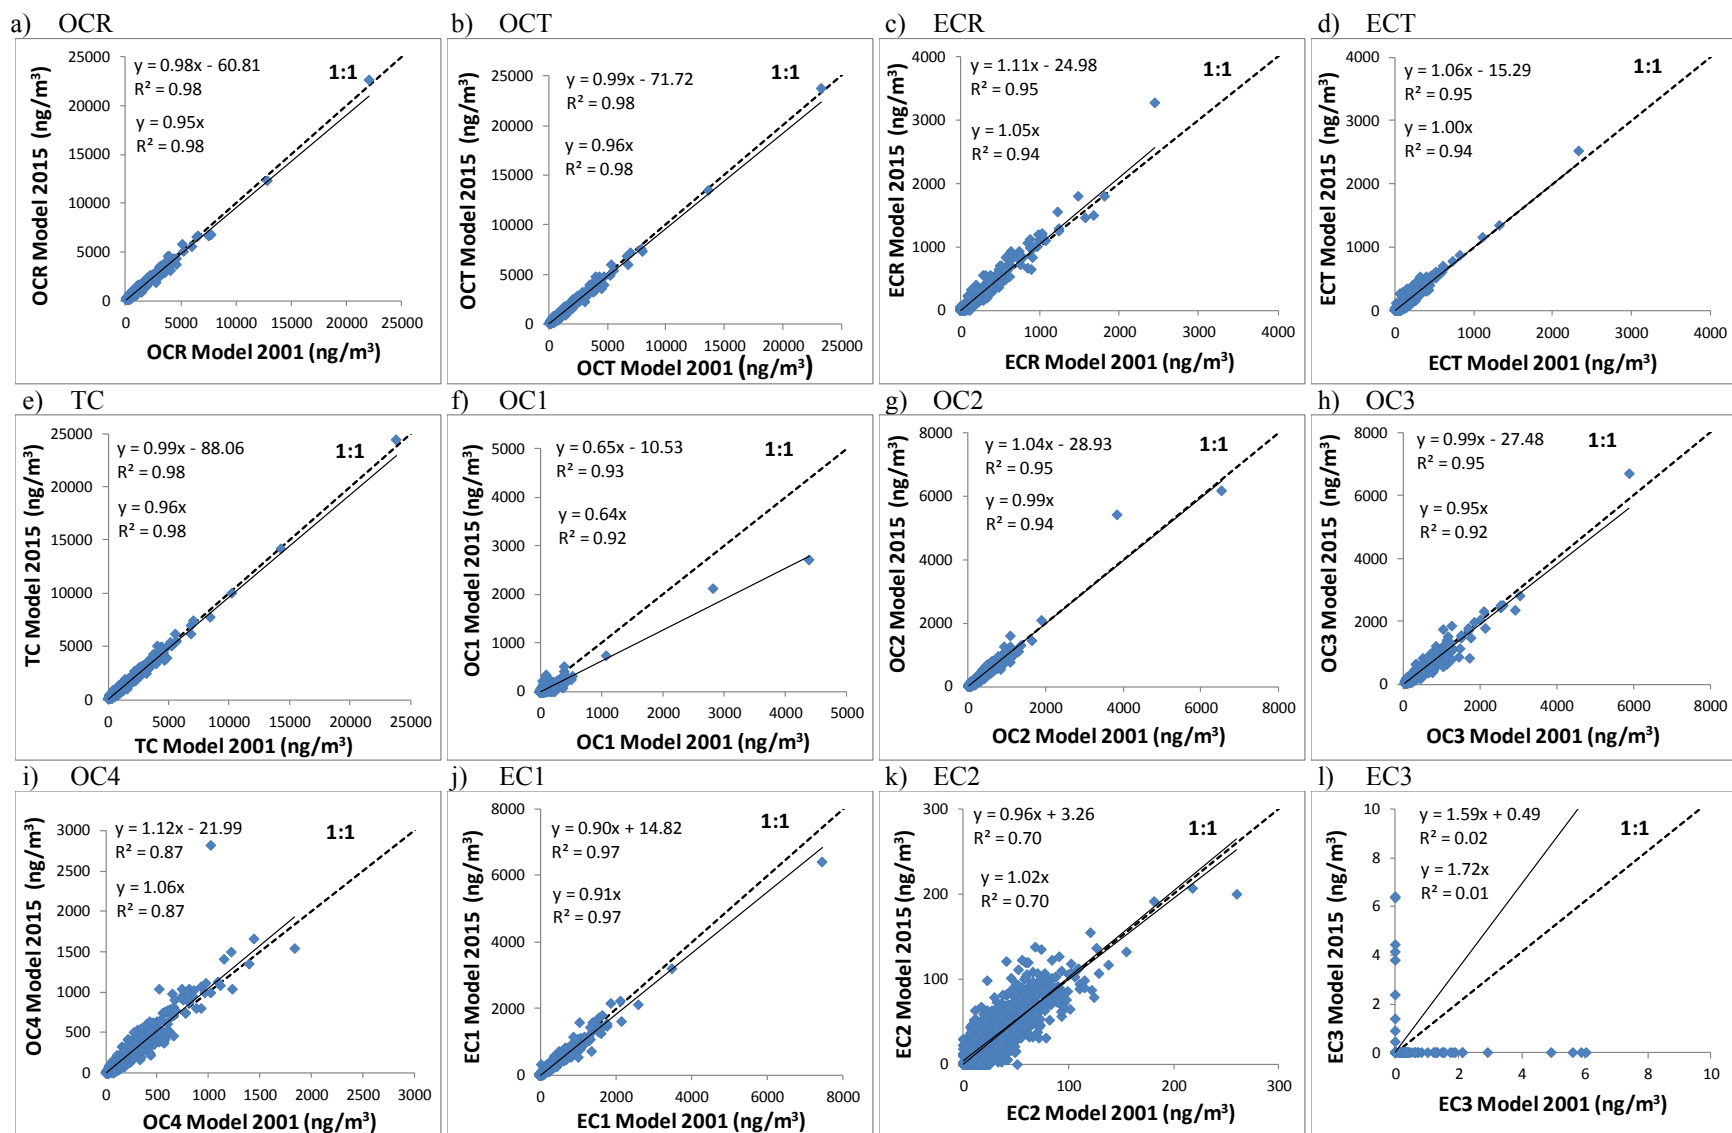 a) OCR
25000
20000
15000
10000
5000
0
y = 0.98x - 60.81
R² = 0.98
y = 0.95x
R² = 0.98
1:1
0 5000 10000 15000 20000 25000
OCR Model 2015 (ng/m³)
OCR Model 2001 (ng/m³)
b) OCT
25000
20000
15000
10000
5000
0
y = 0.99x - 71.72
R² = 0.98
y = 0.96x
R² = 0.98
1:1
0 5000 10000 15000 20000 25000
OCT Model 2015 (ng/m³)
OCT Model 2001 (ng/m³)
c) ECR
4000
3000
2000
1000
0
y = 1.11x - 24.98
R² = 0.95
y = 1.05x
R² = 0.94
1:1
0 1000 2000 3000 4000
ECR Model 2015 (ng/m³)
ECR Model 2001 (ng/m³)
d) ECT
4000
3000
2000
1000
0
y = 1.06x - 15.29
R² = 0.95
y = 1.00x
R² = 0.94
1:1
0 1000 2000 3000 4000
ECT Model 2015 (ng/m³)
ECT Model 2001 (ng/m³)
e) TC
25000
20000
15000
10000
5000
0
y = 0.99x - 88.06
R² = 0.98
y = 0.96x
R² = 0.98
1:1
0 5000 10000 15000 20000 25000
TC Model 2015 (ng/m³)
TC Model 2001 (ng/m³)
f) OC1
5000
4000
3000
2000
1000
0
y = 0.65x - 10.53
R² = 0.93
y = 0.64x
R² = 0.92
1:1
0 1000 2000 3000 4000 5000
OC1 Model 2015 (ng/m³)
OC1 Model 2001 (ng/m³)
g) OC2
8000
6000
4000
2000
0
y = 1.04x - 28.93
R² = 0.95
y = 0.99x
R² = 0.94
1:1
0 2000 4000 6000 8000
OC2 Model 2015 (ng/m³)
OC2 Model 2001 (ng/m³)
h) OC3
8000
6000
4000
2000
0
y = 0.99x - 27.48
R² = 0.95
y = 0.95x
R² = 0.92
1:1
0 2000 4000 6000 8000
OC3 Model 2015 (ng/m³)
OC3 Model 2001 (ng/m³)
i) OC4
3000
2500
2000
1500
1000
500
0
y = 1.12x - 21.99
R² = 0.87
y = 1.06x
R² = 0.87
1:1
0 500 1000 1500 2000 2500 3000
OC4 Model 2015 (ng/m³)
OC4 Model 2001 (ng/m³)
j) EC1
8000
6000
4000
2000
0
y = 0.90x + 14.82
R² = 0.97
y = 0.91x
R² = 0.97
1:1
0 2000 4000 6000 8000
EC1 Model 2015 (ng/m³)
EC1 Model 2001 (ng/m³)
k) EC2
300
200
100
0
y = 0.96x + 3.26
R² = 0.70
y = 1.02x
R² = 0.70
1:1
0 100 200 300
EC2 Model 2015 (ng/m³)
EC2 Model 2001 (ng/m³)
l) EC3
10
8
6
4
2
0
y = 1.59x + 0.49
R² = 0.02
y = 1.72x
R² = 0.01
1:1
0 2 4 6 8 10
EC3 Model 2015 (ng/m³)
EC3 Model 2001 (ng/m³)